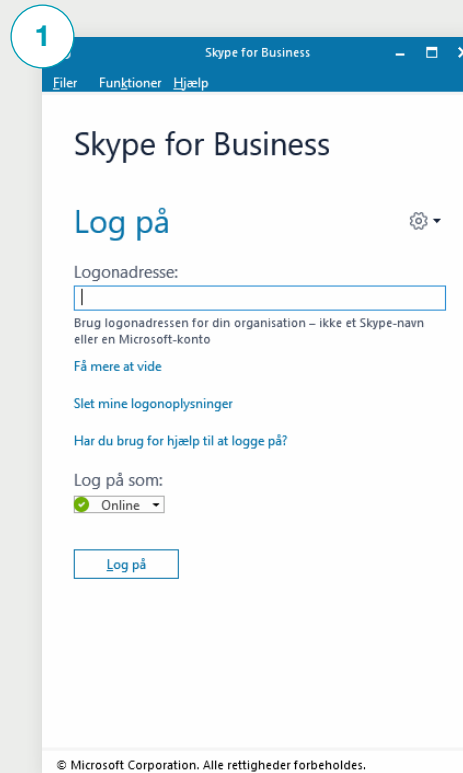 1
Skype for Business
Filer Funktioner Hjælp
Skype for Business
Log på
Logonadresse:
Brug logonadressen for din organisation – ikke et Skype-navn
eller en Microsoft-konto
Få mere at vide
Slet mine logonoplysninger
Har du brug for hjælp til at logge på?
Log på som:
Online
Log på
© Microsoft Corporation. Alle rettigheder forbeholdes.